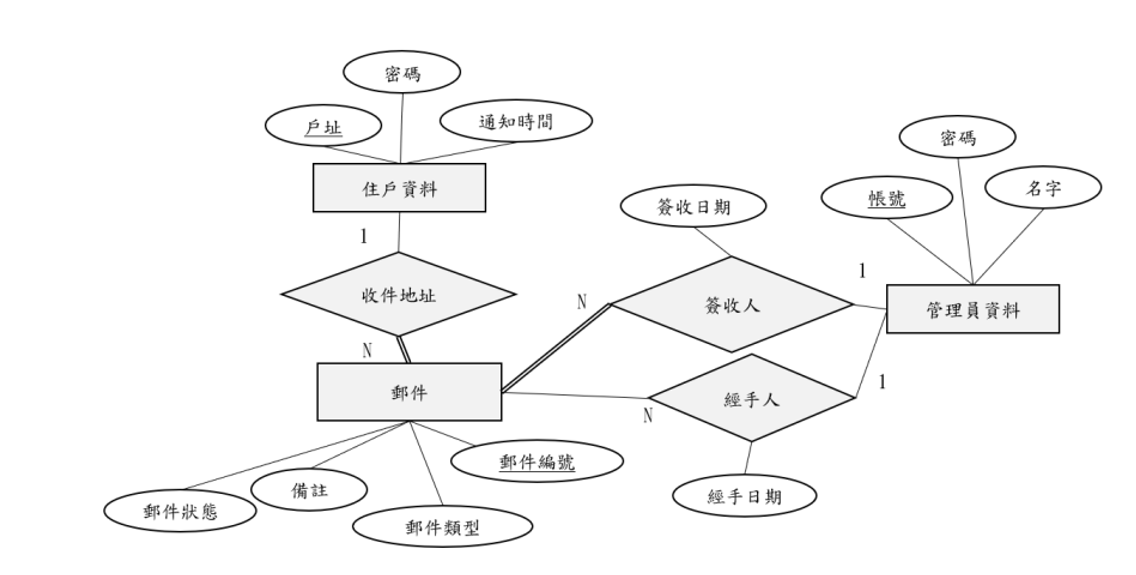 密碼
戶址
通知時間
密碼
住戶資料
帳號
名字
簽收日期
1
1
收件地址
N
簽收人
管理員資料
N
1
郵件
經手人
N
郵件編號
備註
經手日期
郵件狀態
郵件類型